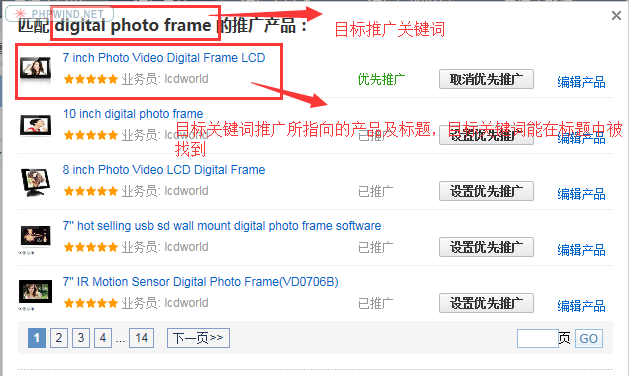 PHPWIND.NET
匹配 digital photo frame 的推广产品：
目标推广关键词
7 inch Photo Video Digital Frame LCD
业务员: lcdworld
优先推广
取消优先推广
编辑产品
10 inch digital photo frame
业务员: lcdworld
已推广
设置优先推广
编辑产品
目标关键词推广所指向的产品及标题，目标关键词能在标题中被
找到
8 inch Photo Video LCD Digital Frame
业务员: lcdworld
已推广
设置优先推广
编辑产品
7" hot selling usb sd wall mount digital photo frame software
业务员: lcdworld
已推广
设置优先推广
编辑产品
7" IR Motion Sensor Digital Photo Frame(VD0706B)
业务员: lcdworld
已推广
设置优先推广
编辑产品
1 2 3 4 ... 14 下一页>> 页 GO